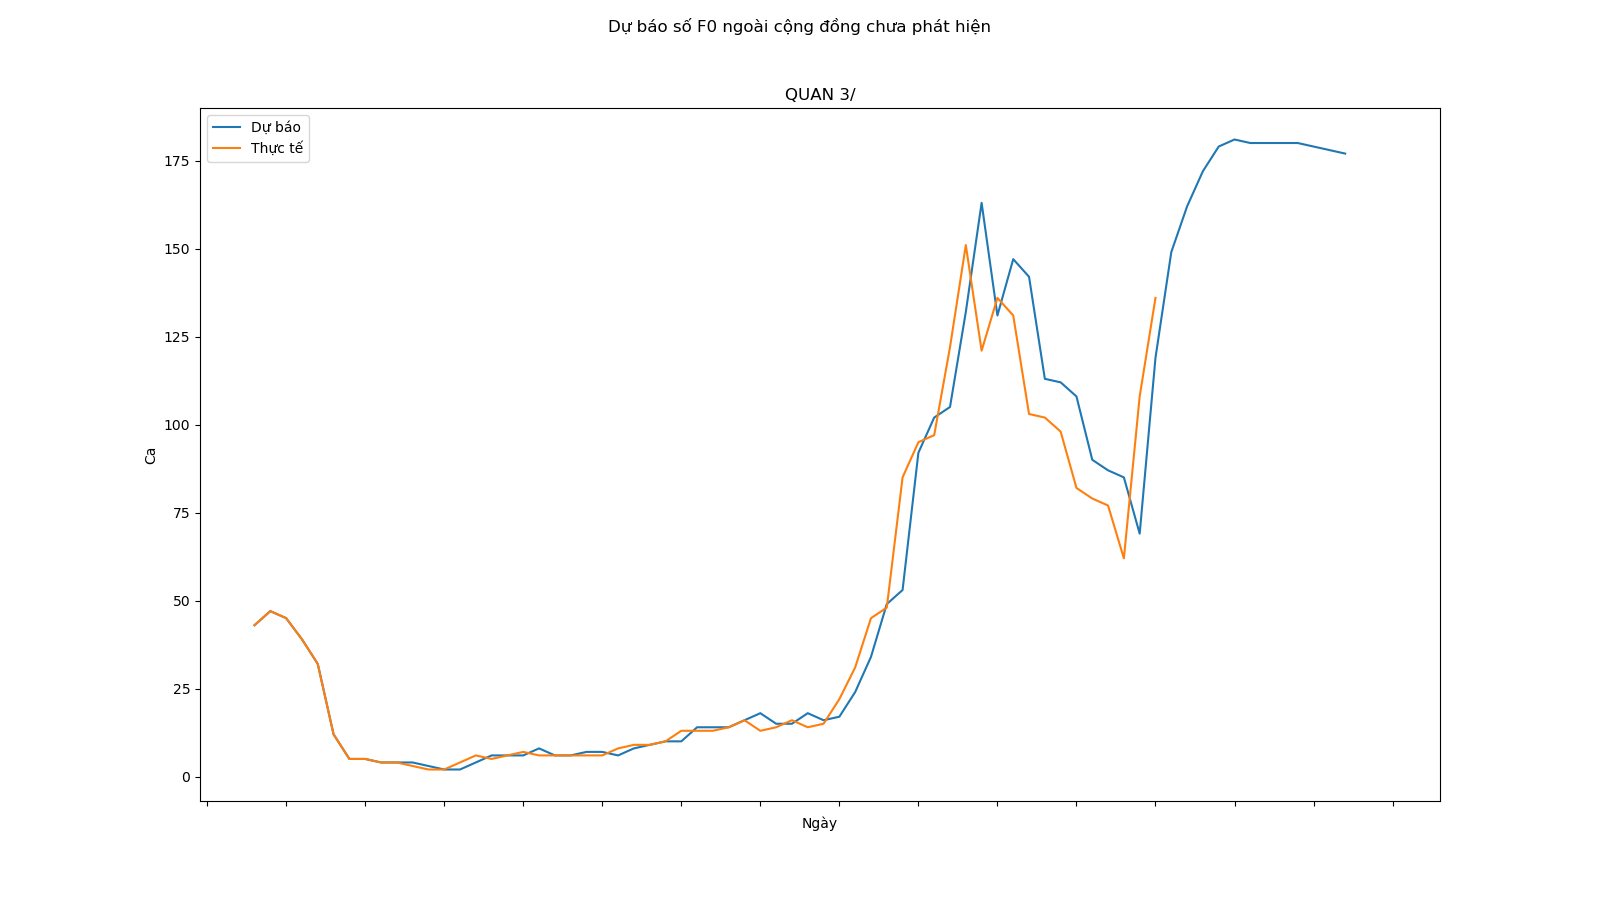 Dự báo số F0 ngoài cộng đồng chưa phát hiện
QUAN 3/
Dự báo
Thực tế
175
150
125
100
75
50
25
0
Ca
Ngày